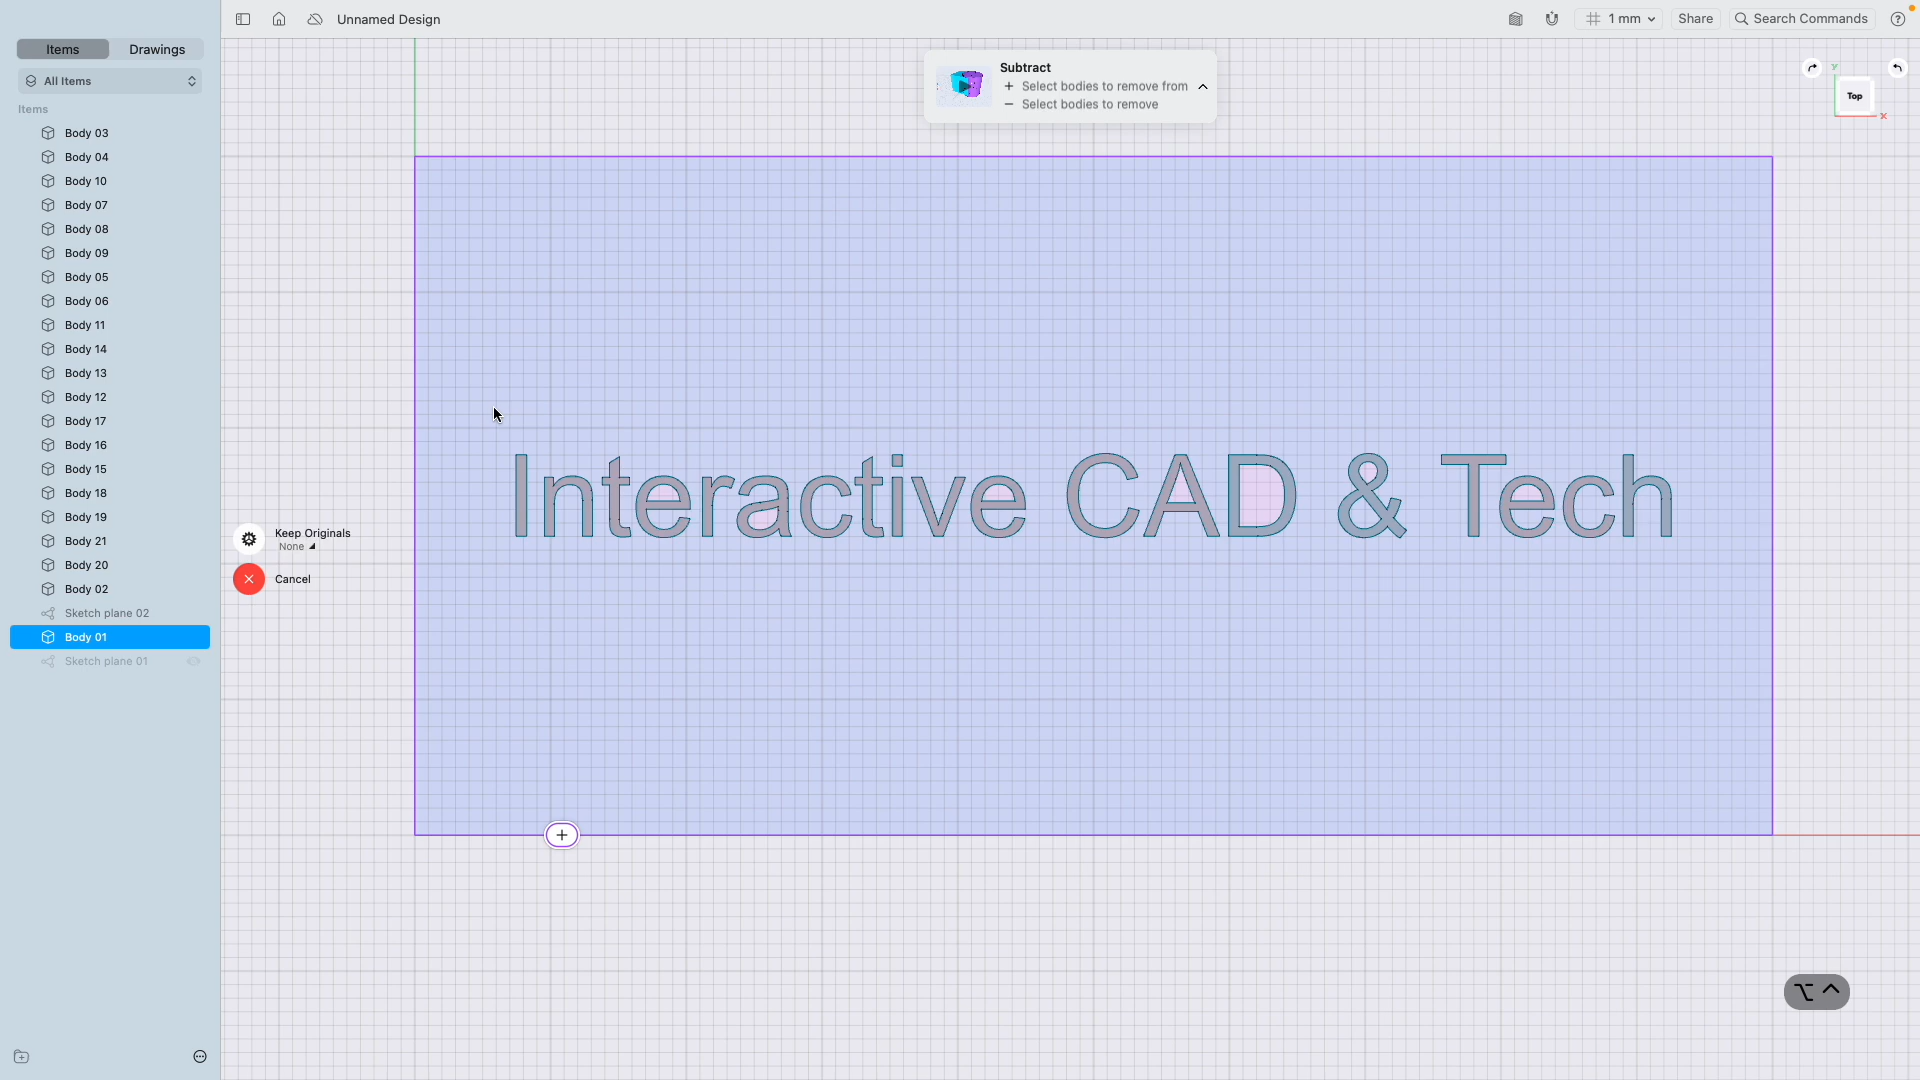 Unnamed Design
1 mm
Share
Search Commands
Items
Drawings
All Items
Items
Body 03
Body 04
Body 10
Body 07
Body 08
Body 09
Body 05
Body 06
Body 11
Body 14
Body 13
Body 12
Body 17
Body 16
Body 15
Body 18
Body 19
Body 21
Body 20
Body 02
Sketch plane 02
Body 01
Sketch plane 01
Subtract
+ Select bodies to remove from
− Select bodies to remove
Y
Top
X
Interactive CAD & Tech
Keep Originals
None
Cancel